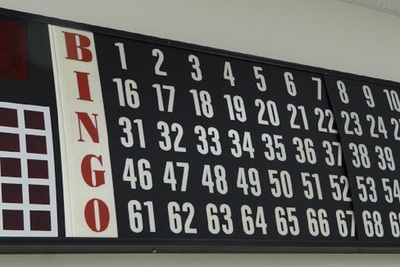 B 1 2 3 4 5 6 7 8 9 10
I 16 17 18 19 20 21 22 23 24
N 31 32 33 34 35 36 37 38 39
G 46 47 48 49 50 51 52 53 54
O 61 62 63 64 65 66 67 68 69